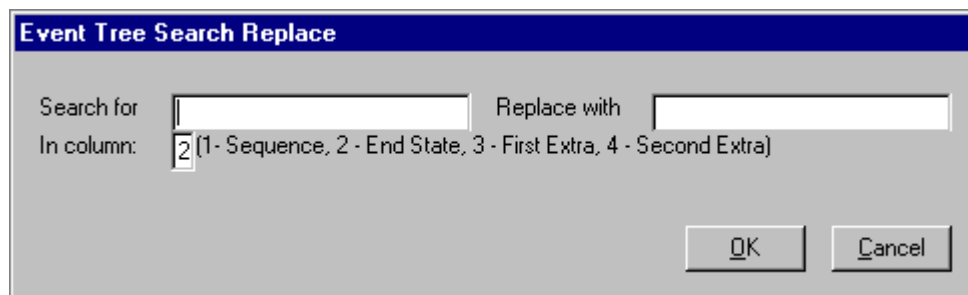 Event Tree Search Replace
Search for Replace with
In column: 2 (1- Sequence, 2 - End State, 3 - First Extra, 4 - Second Extra)
OK Cancel